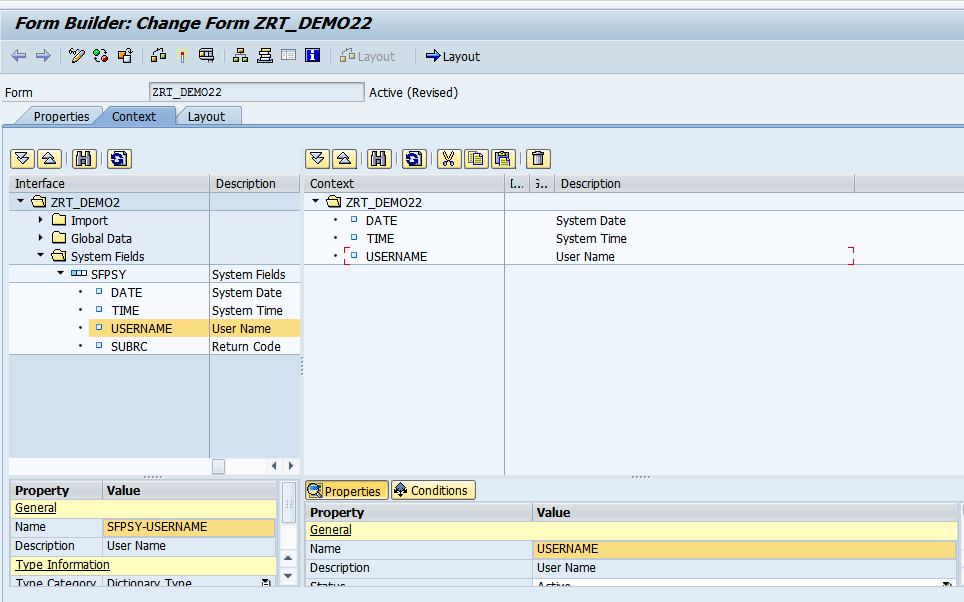 Form Builder: Change Form ZRT_DEMO22
Layout
Layout
Form ZRT_DEMO22 Active (Revised)
Properties Context Layout
Interface Description
ZRT_DEMO2
Import
Global Data
System Fields
SFPSY System Fields
DATE System Date
TIME System Time
USERNAME User Name
SUBRC Return Code
Context I... G.. Description
ZRT_DEMO22
DATE System Date
TIME System Time
USERNAME User Name
Property Value
General
Name SFPSY-USERNAME
Description User Name
Type Information
Type Category Dictionary Type
Properties Conditions
Property Value
General
Name USERNAME
Description User Name
Status Active